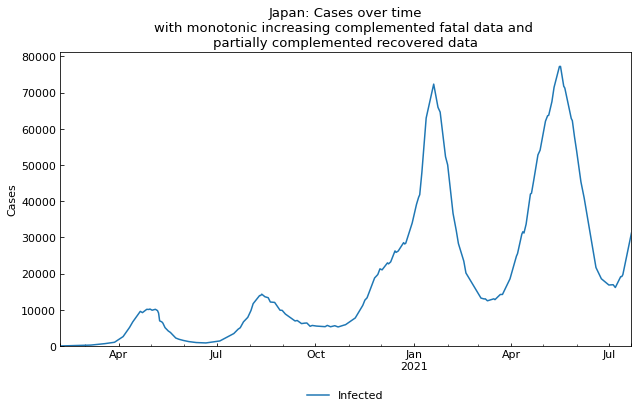 Japan: Cases over time
with monotonic increasing complemented fatal data and
partially complemented recovered data
80000
70000
60000
50000
40000
30000
20000
10000
0
Cases
Apr
Jul
Oct
Jan
2021
Apr
Jul
Infected